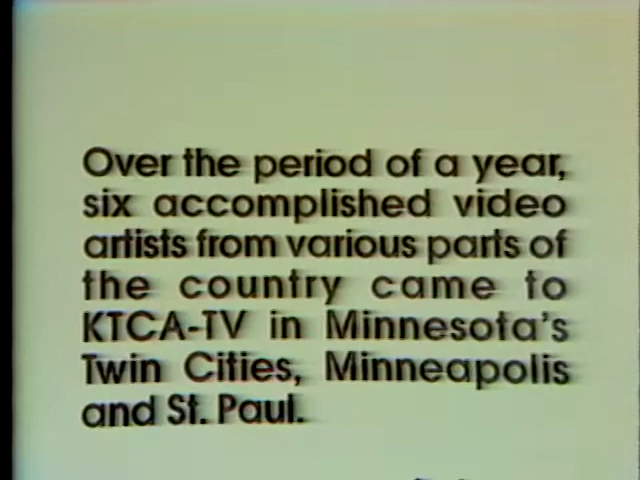 Over the period of a year,
six accomplished video
artists from various parts of
the country came to
KTCA-TV in Minnesota's
Twin Cities, Minneapolis
and St. Paul.